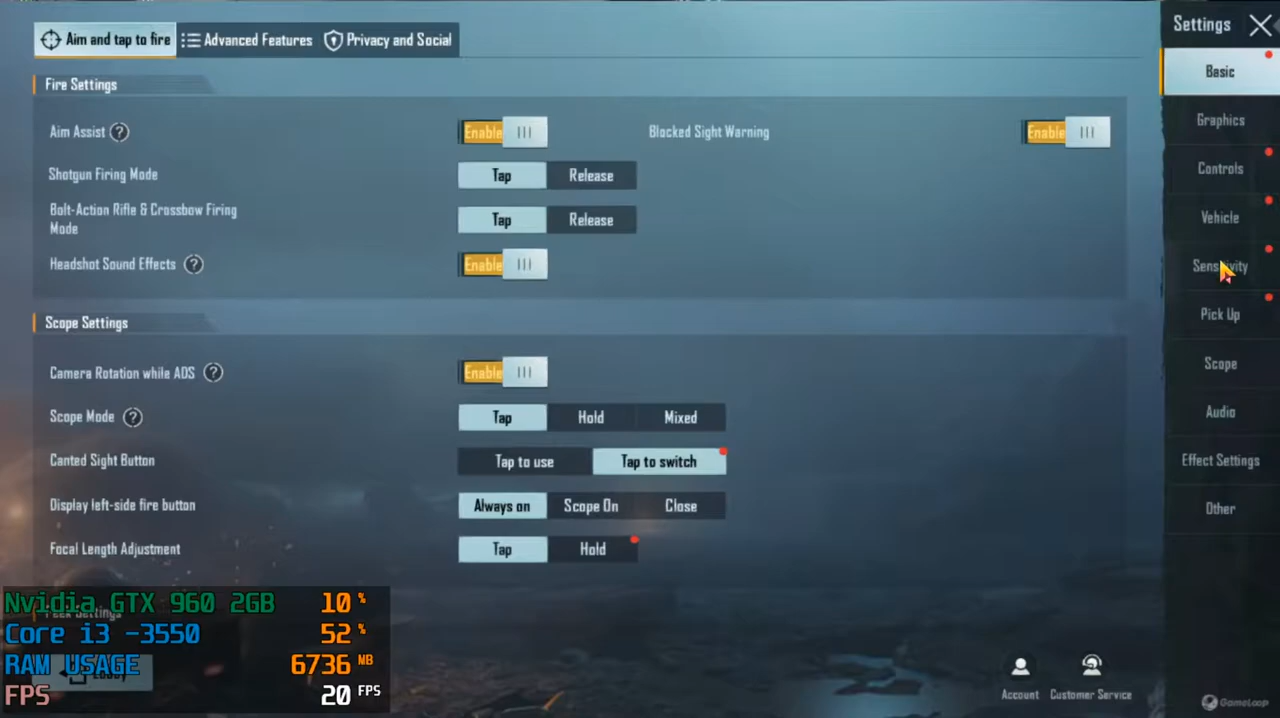 Aim and tap to fire
Advanced Features
Privacy and Social
Settings
Fire Settings
Basic
Aim Assist ?
Enable
Blocked Sight Warning
Enable
Graphics
Shotgun Firing Mode
Tap
Release
Controls
Bolt-Action Rifle & Crossbow Firing
Mode
Tap
Release
Vehicle
Headshot Sound Effects ?
Enable
Sensitivity
Scope Settings
Pick Up
Camera Rotation while ADS ?
Enable
Scope
Scope Mode ?
Tap
Hold
Mixed
Audio
Canted Sight Button
Tap to use
Tap to switch
Effect Settings
Display left-side fire button
Always on
Scope On
Close
Other
Focal Length Adjustment
Tap
Hold
Peek Settings
Nvidia GTX 960 2GB 10 %
Core i3 -3550 52 %
RAM USAGE 6736 MB
Lobby
FPS 20 FPS
Account
Customer Service
GameLoop